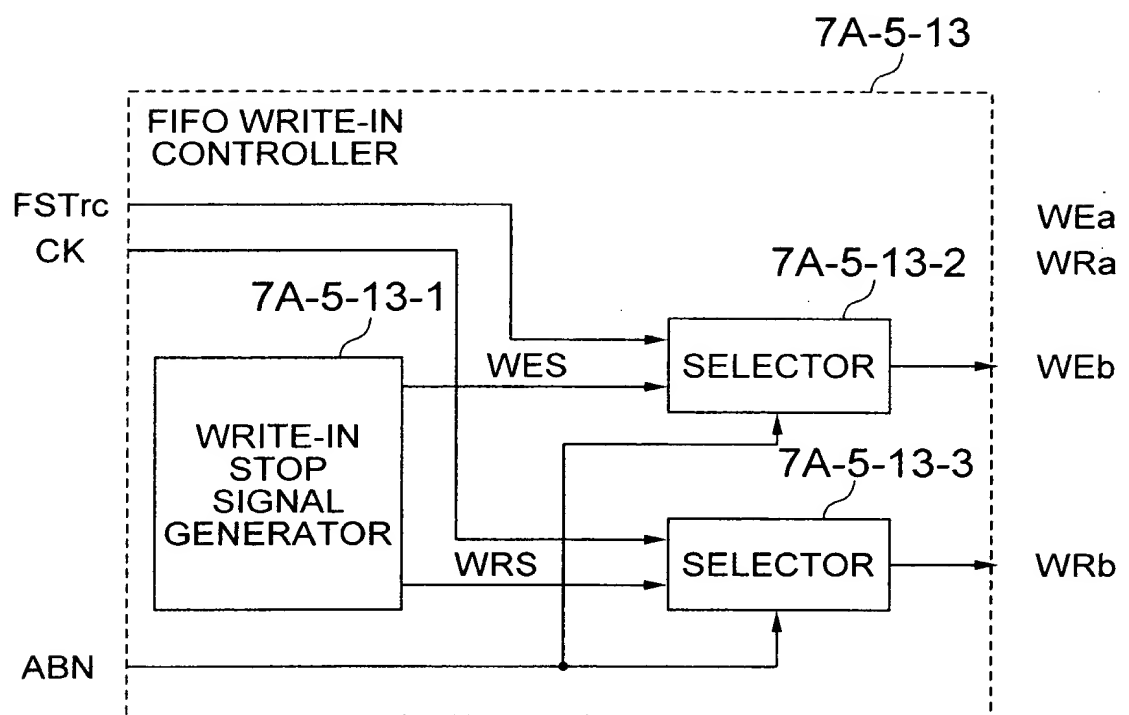 7A-5-13
FIFO WRITE-IN
CONTROLLER
FSTrc
WEa
CK
WRa
7A-5-13-2
7A-5-13-1
SELECTOR
WES
WEb
WRITE-IN
STOP
SIGNAL
GENERATOR
7A-5-13-3
SELECTOR
WRS
WRb
ABN